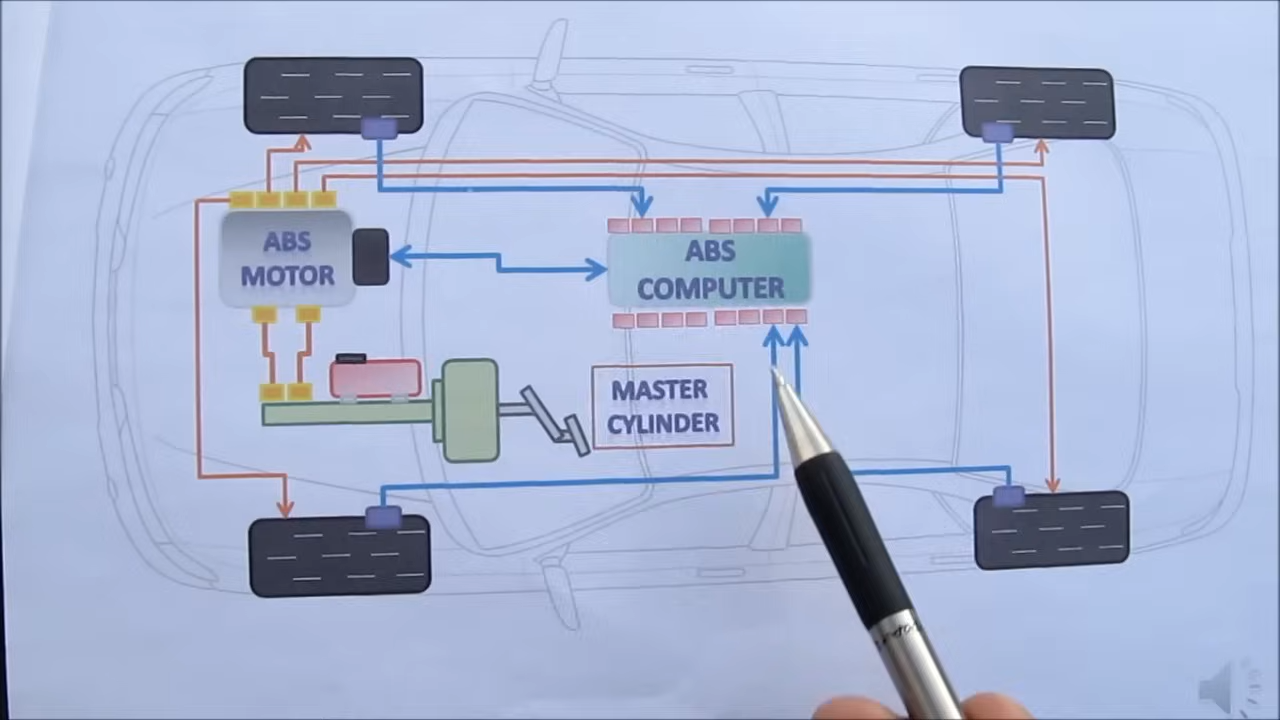 ABS
MOTOR
ABS
COMPUTER
MASTER
CYLINDER